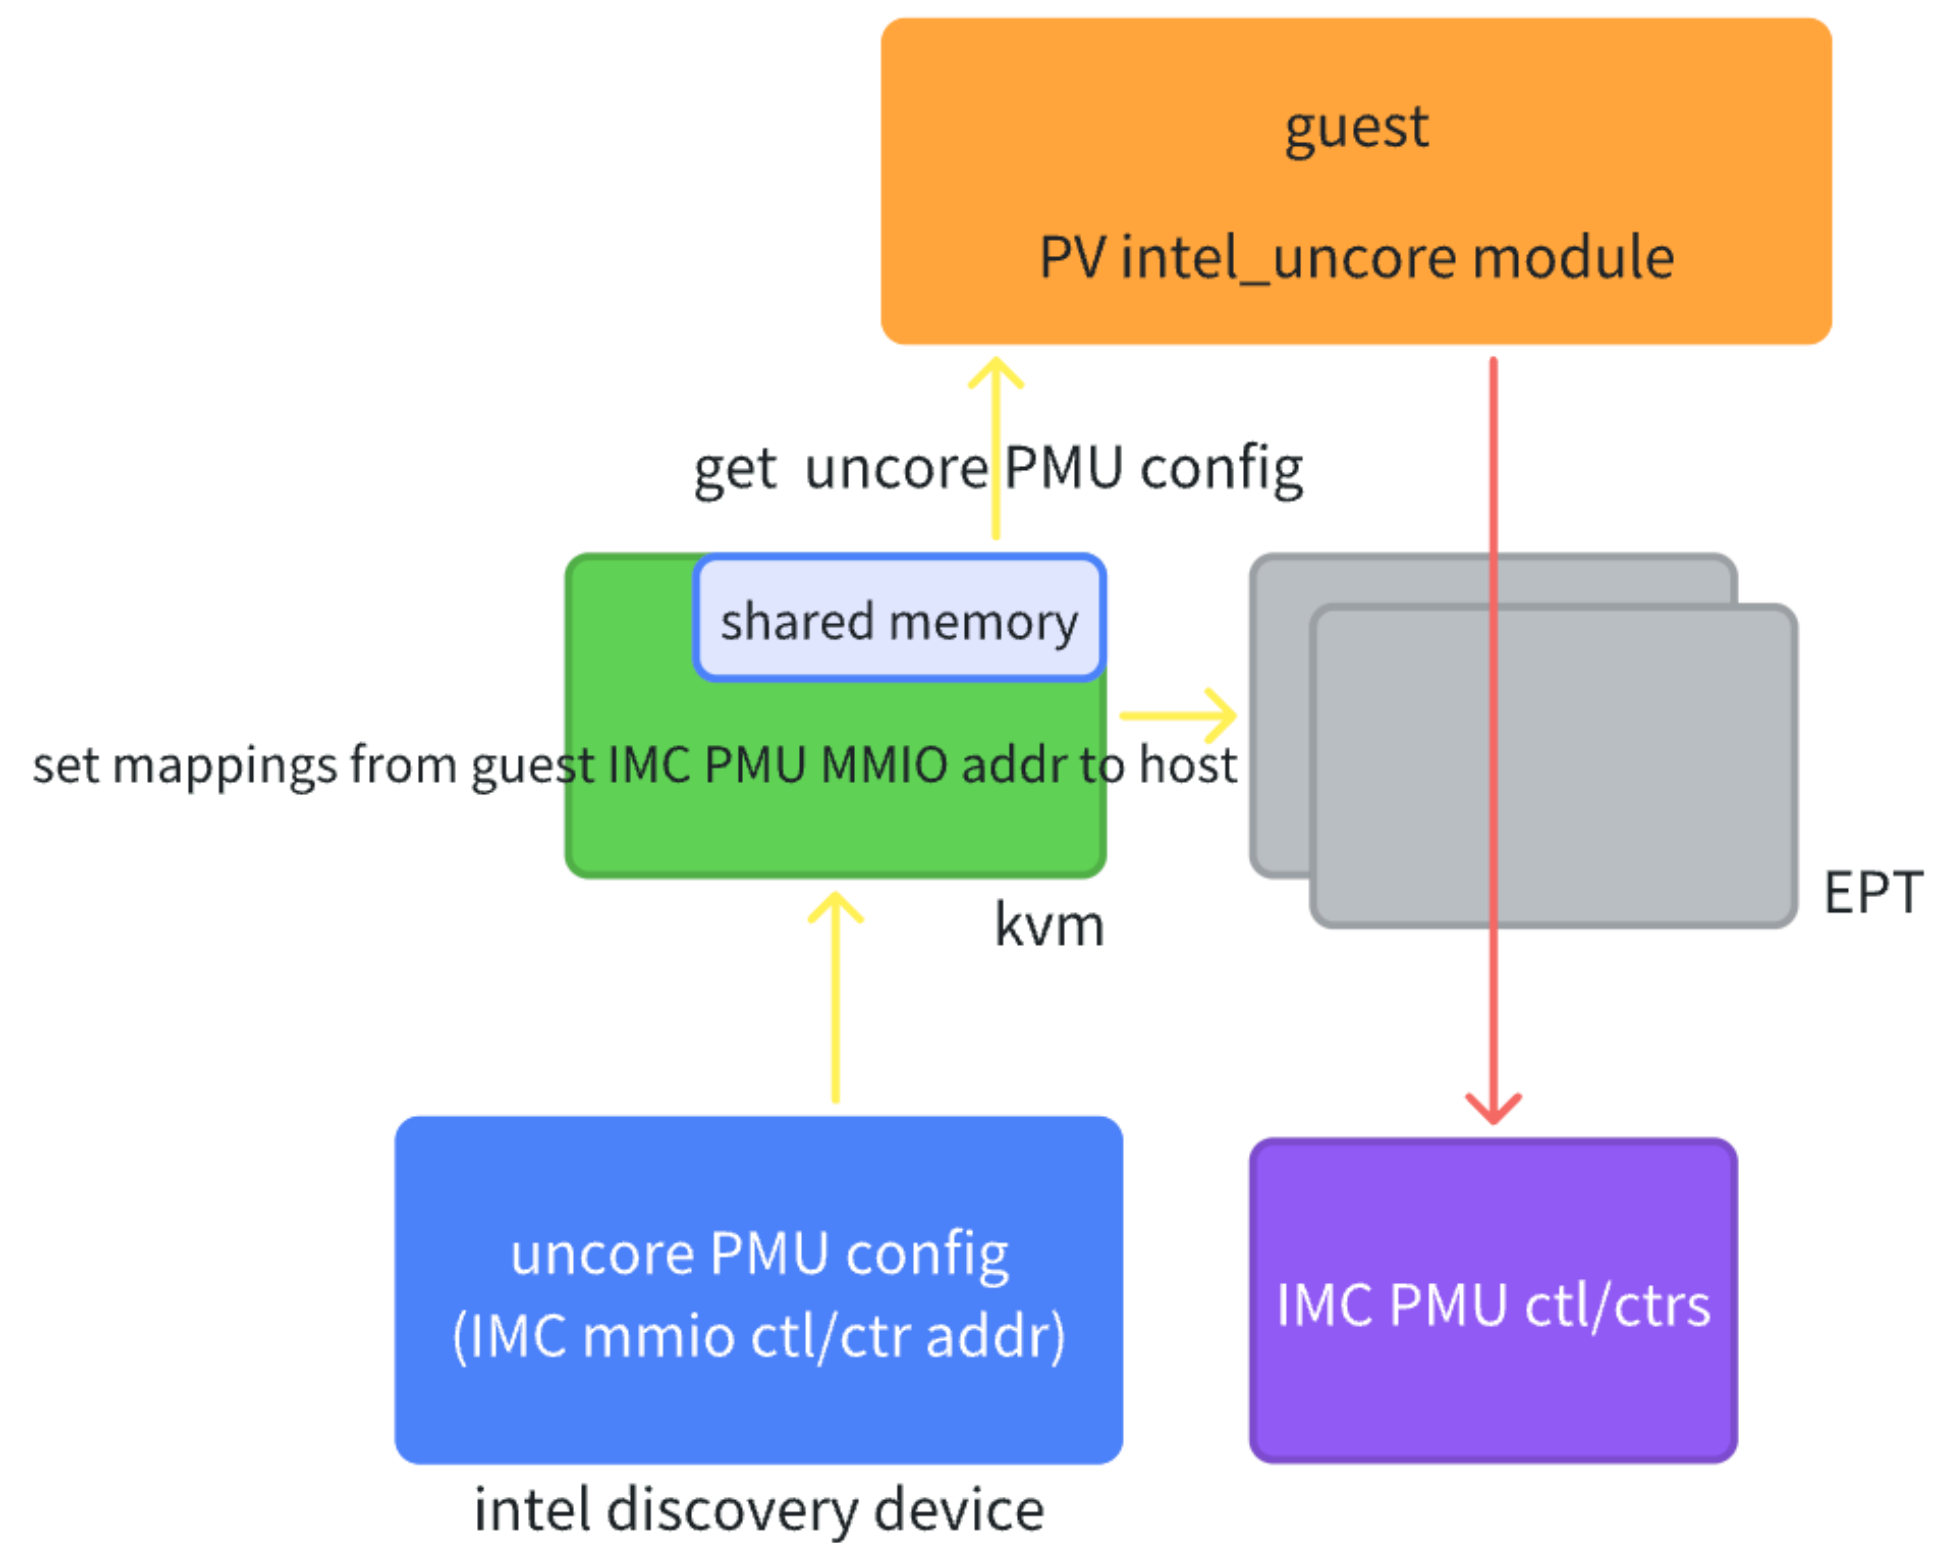 guest
PV intel_uncore module
get  uncore PMU config
shared memory
set mappings from guest IMC PMU MMIO addr to host
EPT
kvm
uncore PMU config
(IMC mmio ctl/ctr addr)
IMC PMU ctl/ctrs
intel discovery device